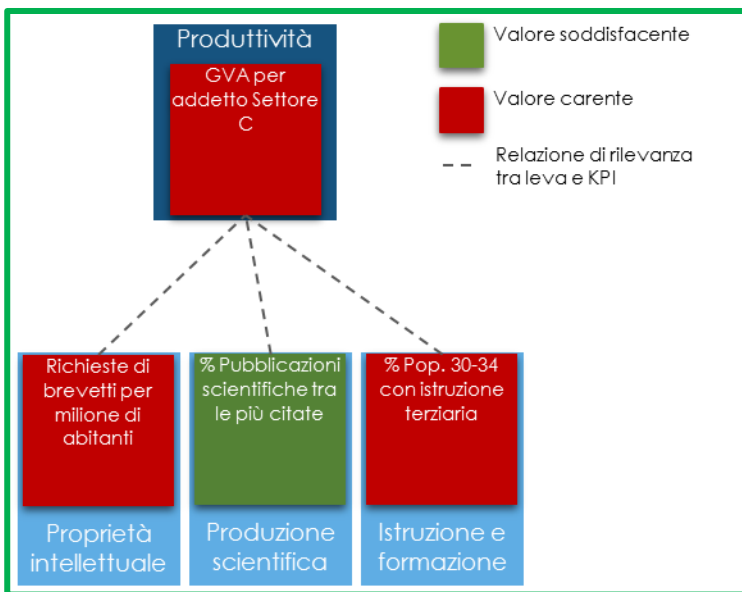 Produttività
GVA per
addetto Settore
C
Valore soddisfacente
Valore carente
Relazione di rilevanza
tra leva e KPI
Richieste di
brevetti per
milione di
abitanti
% Pubblicazioni
scientifiche tra
le più citate
% Pop. 30-34
con istruzione
terziaria
Proprietà
intellettuale
Produzione
scientifica
Istruzione e
formazione